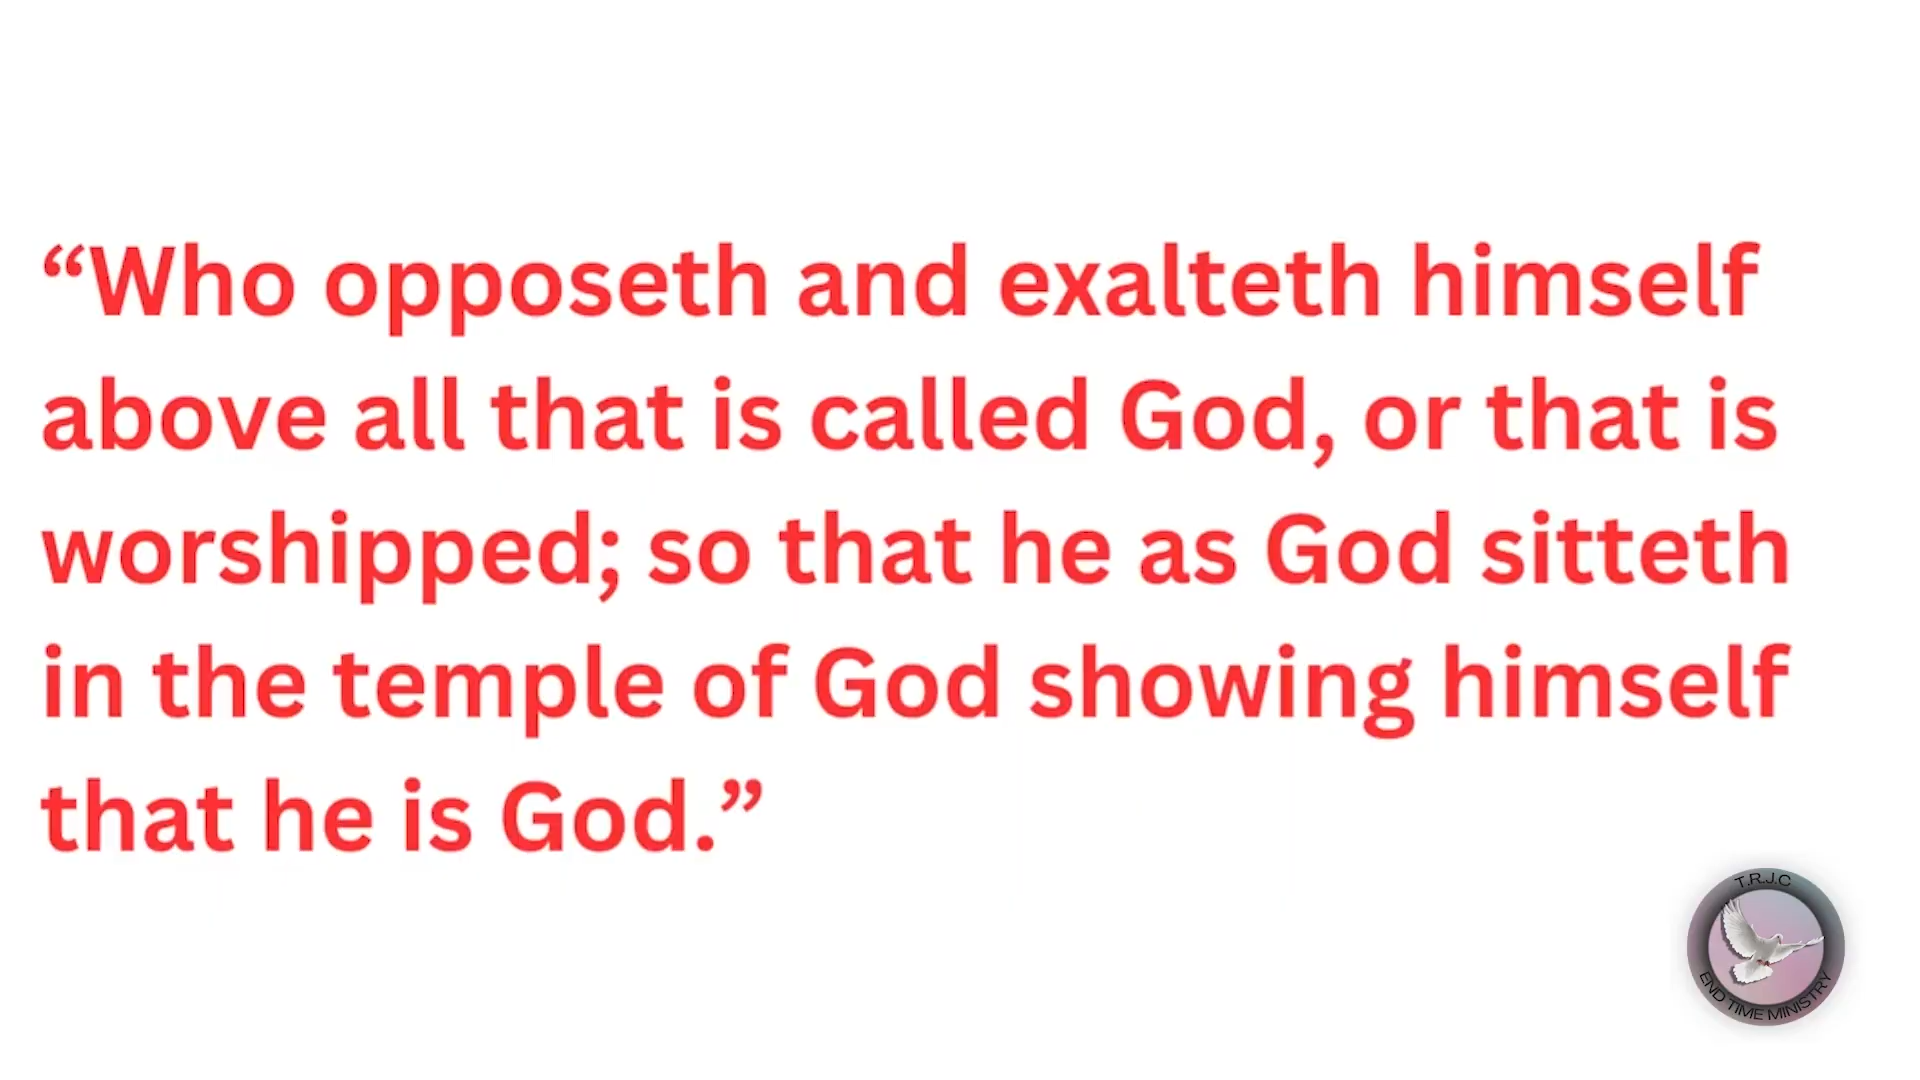 “Who opposeth and exalteth himself
above all that is called God, or that is
worshipped; so that he as God sitteth
in the temple of God showing himself
that he is God.”
T.R.J.C
END TIME MINISTRY